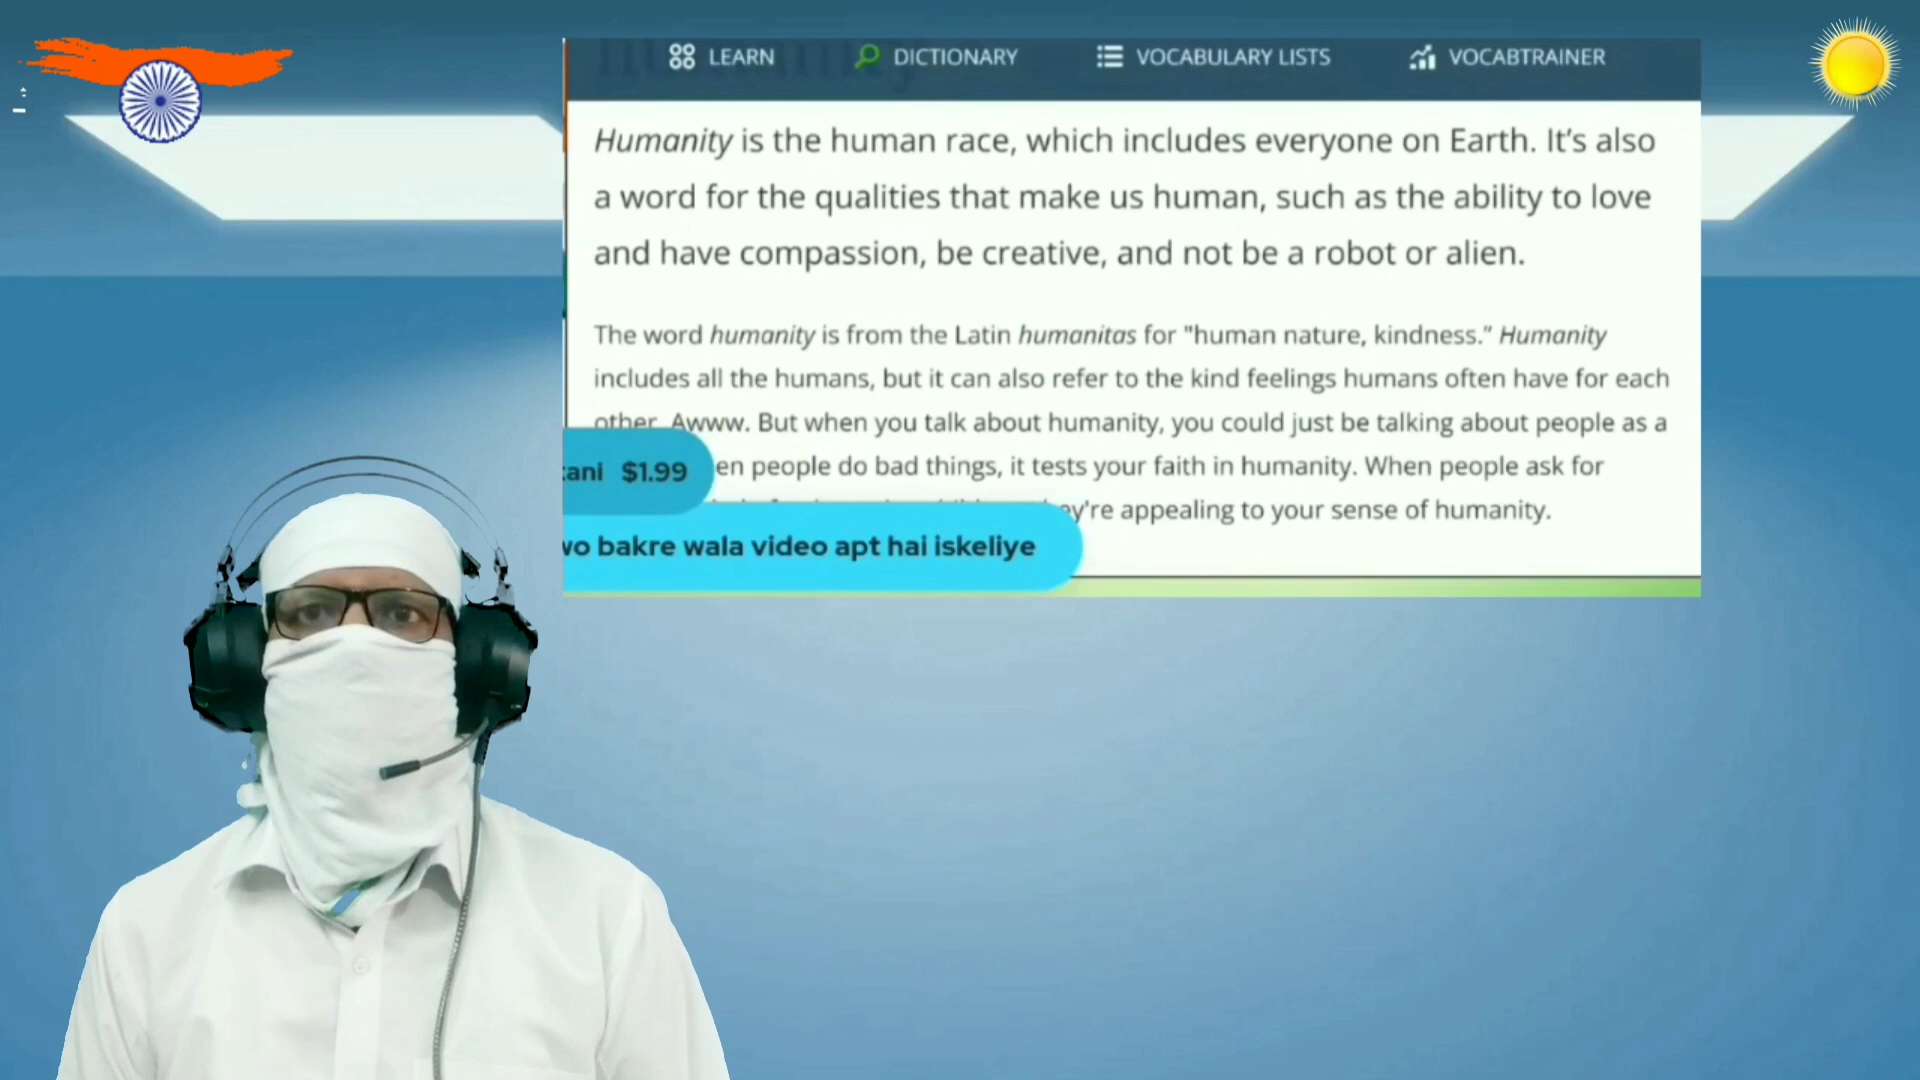 LEARN DICTIONARY VOCABULARY LISTS VOCABTRAINER
Humanity is the human race, which includes everyone on Earth. It's also
a word for the qualities that make us human, such as the ability to love
and have compassion, be creative, and not be a robot or alien.
The word humanity is from the Latin humanitas for "human nature, kindness." Humanity
includes all the humans, but it can also refer to the kind feelings humans often have for each
other. Awww. But when you talk about humanity, you could just be talking about people as a
people do bad things, it tests your faith in humanity. When people ask for
$1.99
appealing to your sense of humanity.
bakre wala video apt hai iskeliye